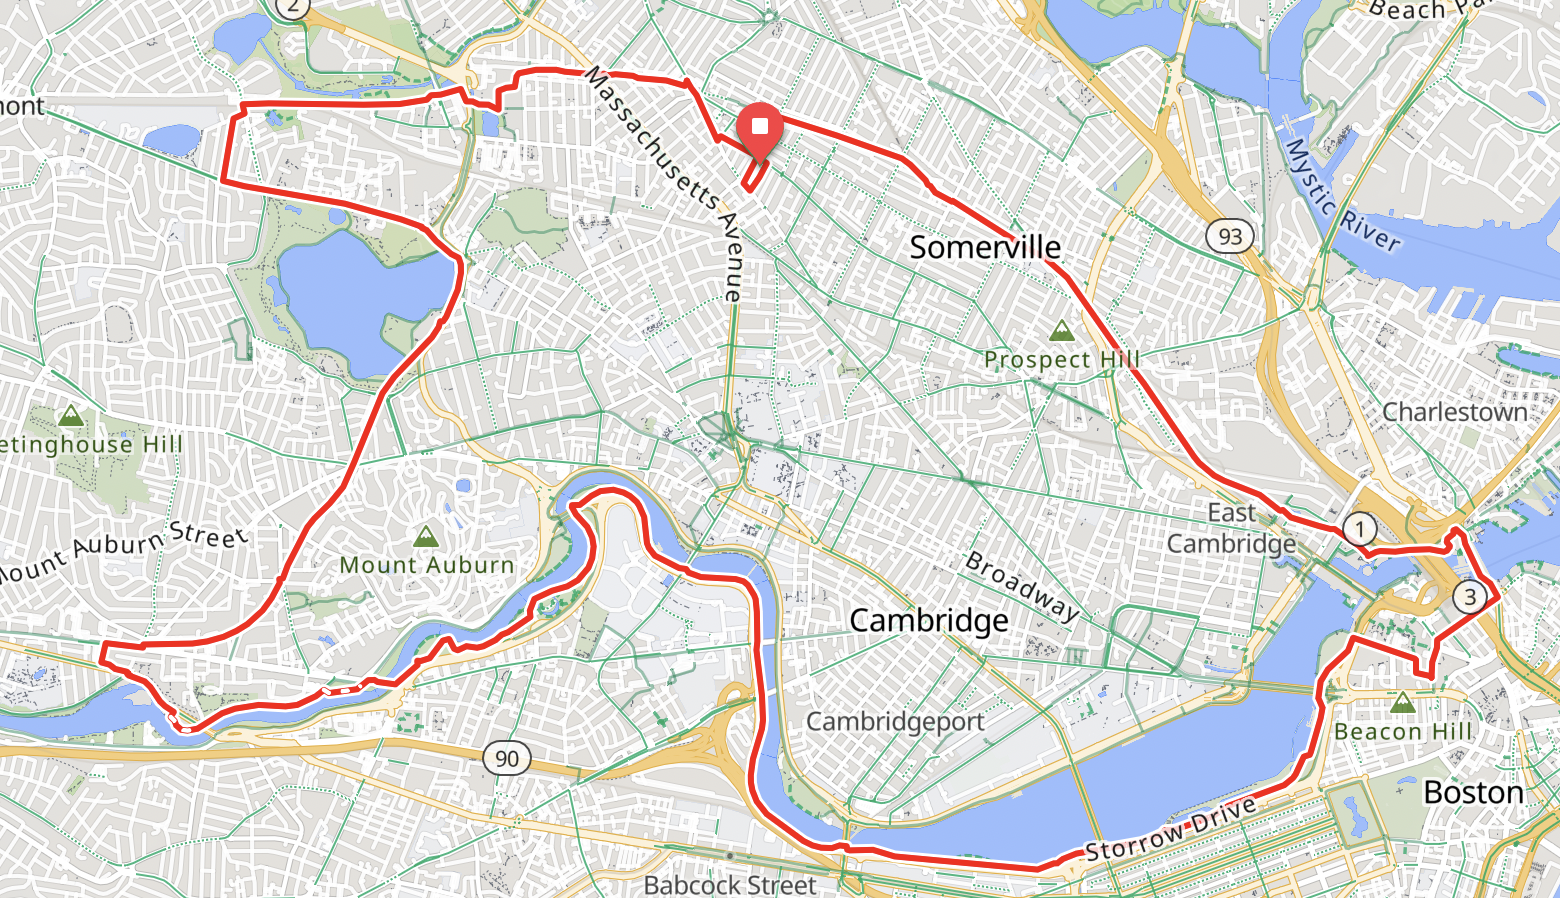 2
Beach Pa
mont
Massachusetts Avenue
Mystic River
93
Somerville
Prospect Hill
Charlestown
etinghouse Hill
Mount Auburn Street
Mount Auburn
East
Cambridge
1
Broadway
3
Cambridge
Cambridgeport
Beacon Hill
90
Boston
Storrow Drive
Babcock Street